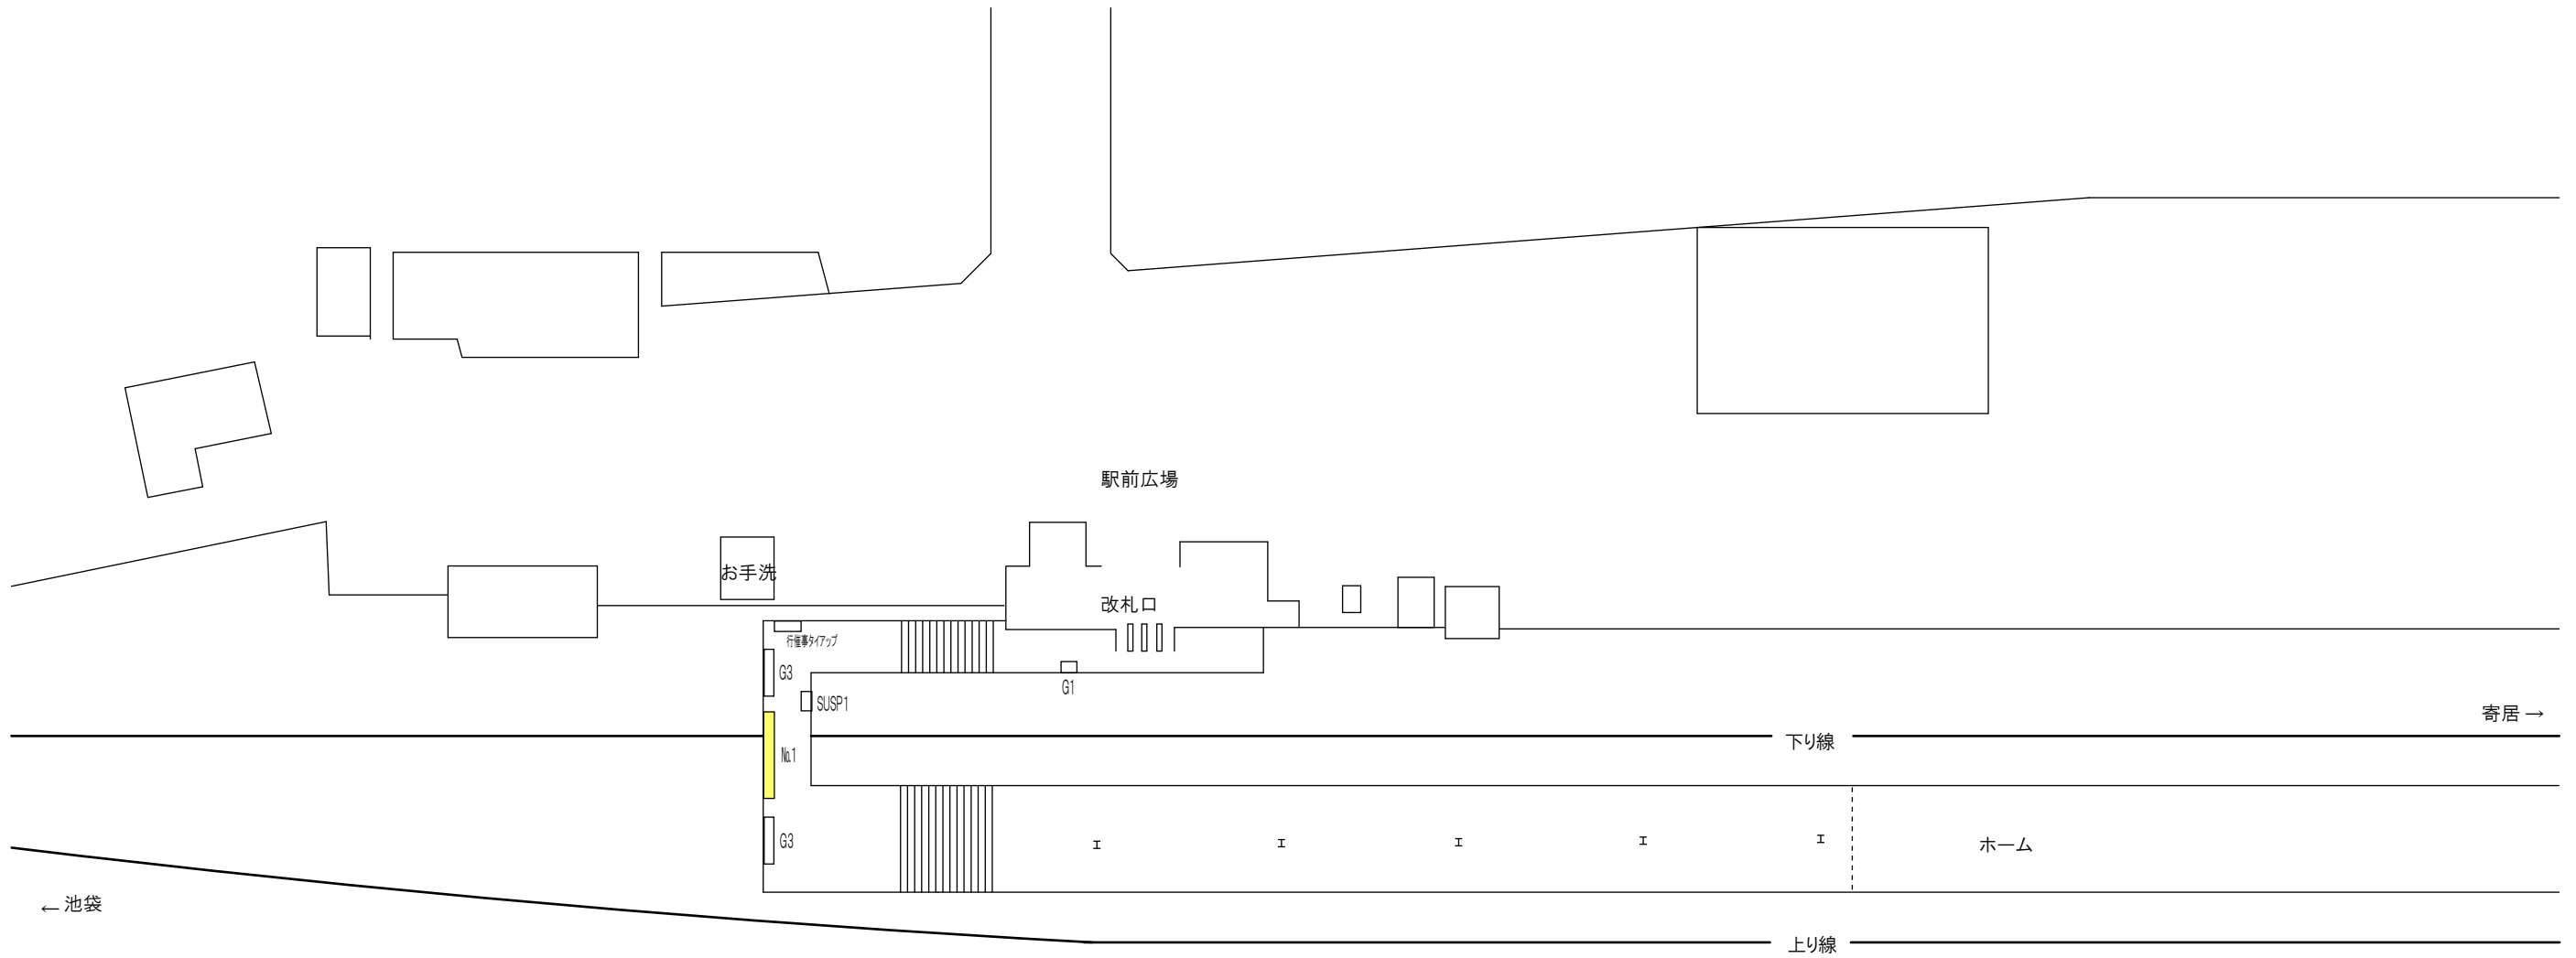 駅前広場
お手洗
改札口
行催事タイアップ
G3
G1
SUSP1
寄居→
下り線
No.1
G3
ホーム
←池袋
上り線